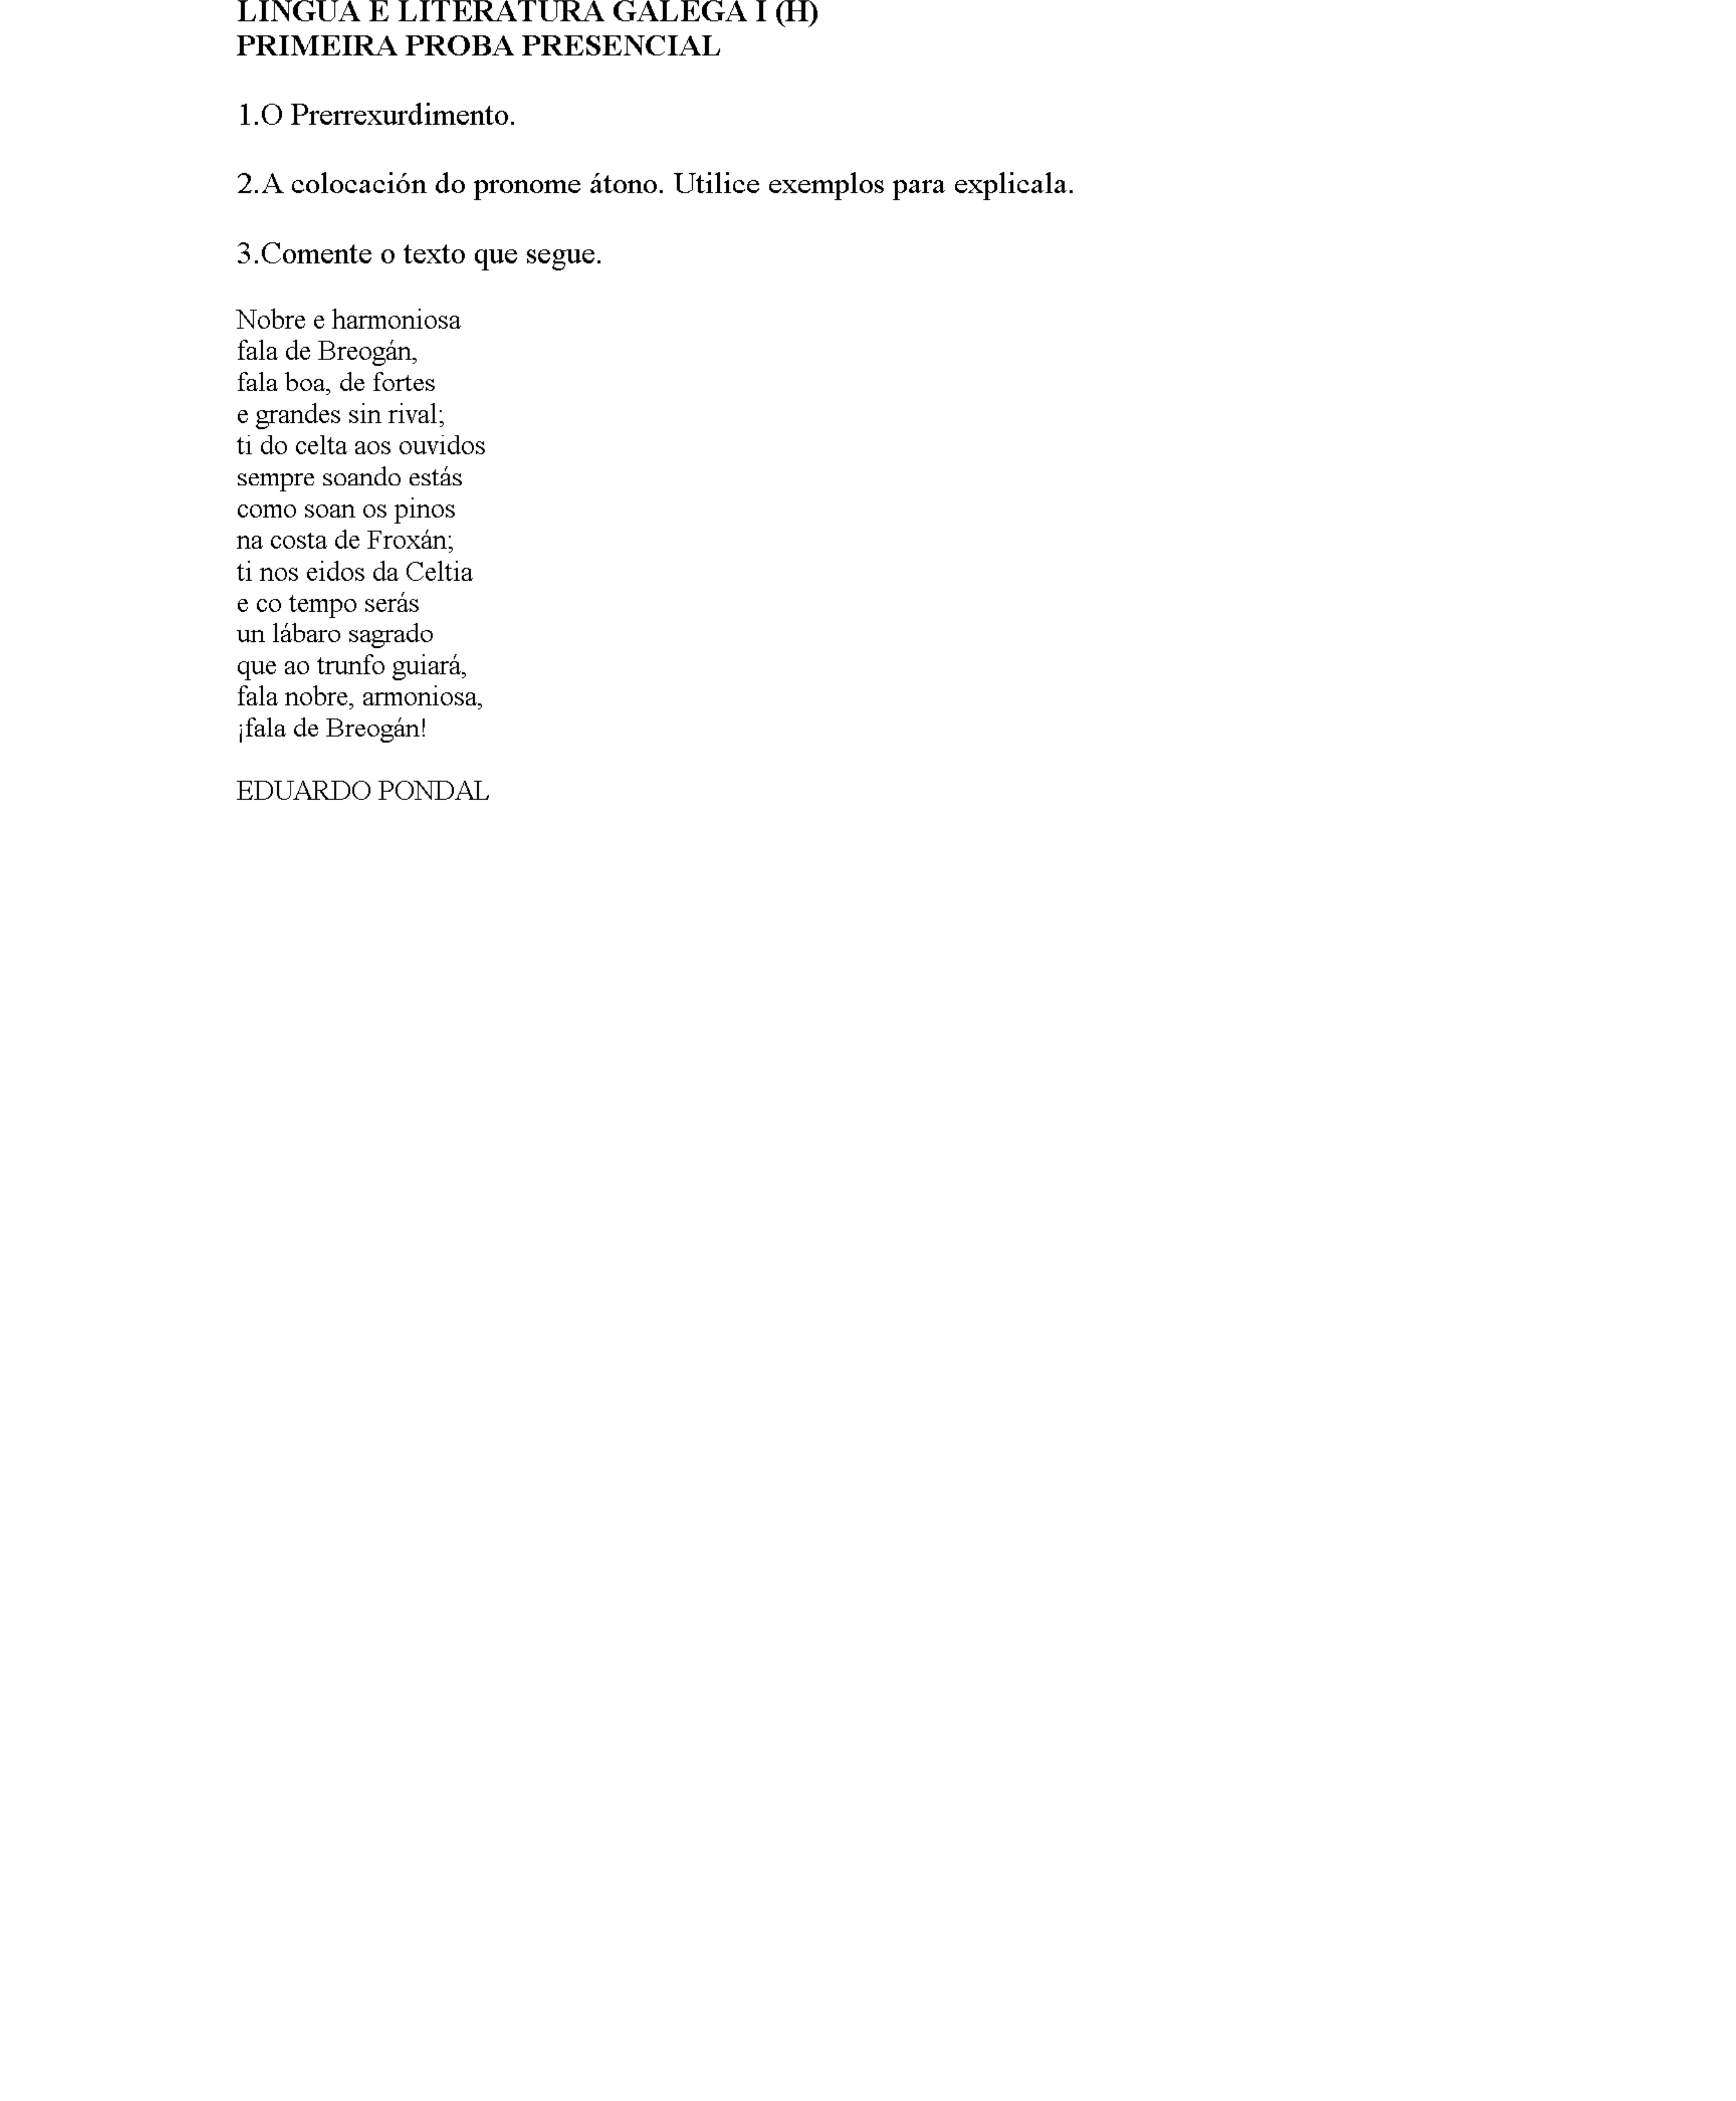 LINGUA E LITERATURA GALEGA I (H)
PRIMEIRA PROBA PRESENCIAL
1.O Prerrexurdimento.
2.A colocación do pronome átono. Utilice exemplos para explicala.
3.Comente o texto que segue.
Nobre e harmoniosa
fala de Breogán,
fala boa, de fortes
e grandes sin rival;
ti do celta aos ouvidos
sempre soando estás
como soan os pinos
na costa de Froxán;
ti nos eidos da Celtia
e co tempo serás
un lábaro sagrado
que ao trunfo guiará,
fala nobre, armoniosa,
¡fala de Breogán!
EDUARDO PONDAL